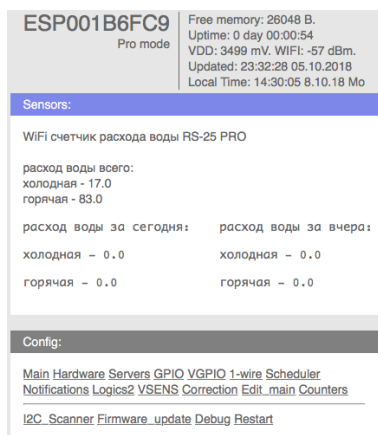 ESP001B6FC9
Pro mode
Free memory: 26048 B.
Uptime: 0 day 00:00:54
VDD: 3499 mV. WIFI: -57 dBm.
Updated: 23:32:28 05.10.2018
Local Time: 14:30:05 8.10.18 Mo
Sensors:
WiFi счетчик расхода воды RS-25 PRO
расход воды всего:
холодная - 17.0
горячая - 83.0
расход воды за сегодня: расход воды за вчера:
холодная - 0.0 холодная - 0.0
горячая - 0.0 горячая - 0.0
Config:
Main Hardware Servers GPIO VGPIO 1-wire Scheduler
Notifications Logics2 VSENS Correction Edit_main Counters
I2C_Scanner Firmware_update Debug Restart